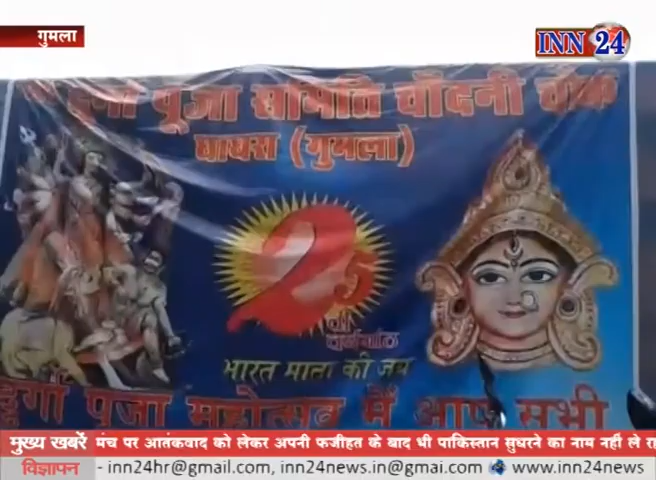 गुमला
INN 24
दुर्गा पूजा समिति चाँदनी चौक
घाघरा (गुमला)
25
वीं
वर्षगांठ
भारत माता की जय
दुर्गा पूजा महोत्सव में आप सभी
मुख्य खबरें मंच पर आतंकवाद को लेकर अपनी फजीहत के बाद भी पाकिस्तान सुधरने का नाम नहीं ले रहा
विज्ञापन - inn24hr@gmail.com, inn24news.in@gmai.com www.inn24news